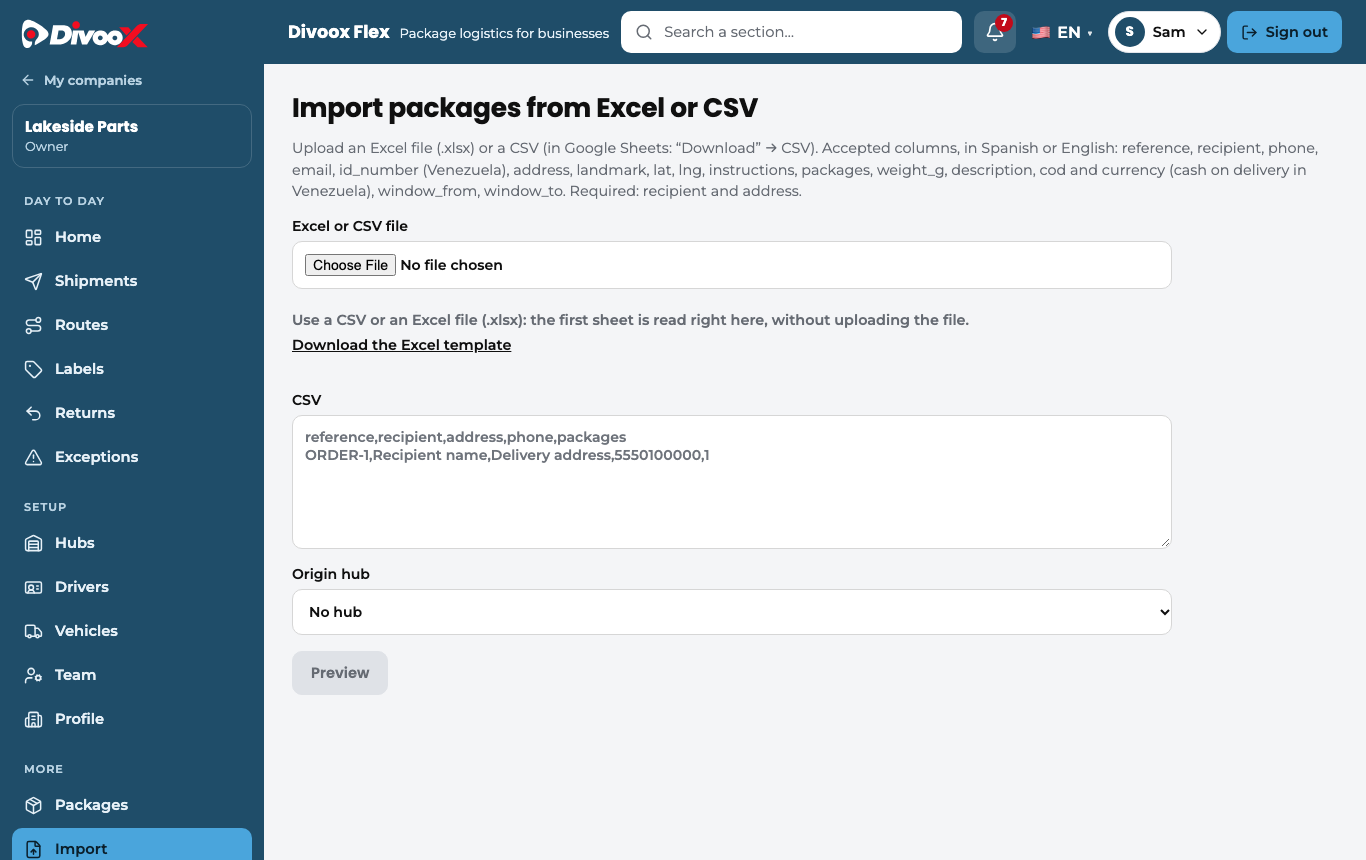 DivooX
Divoox Flex
Package logistics for businesses
Search a section...
7
EN
S
Sam
Sign out
My companies
Lakeside Parts
Owner
DAY TO DAY
Home
Shipments
Routes
Labels
Returns
Exceptions
SETUP
Hubs
Drivers
Vehicles
Team
Profile
MORE
Packages
Import
Import packages from Excel or CSV
Upload an Excel file (.xlsx) or a CSV (in Google Sheets: “Download” → CSV). Accepted columns, in Spanish or English: reference, recipient, phone,
email, id_number (Venezuela), address, landmark, lat, lng, instructions, packages, weight_g, description, cod and currency (cash on delivery in
Venezuela), window_from, window_to. Required: recipient and address.
Excel or CSV file
Choose File No file chosen
Use a CSV or an Excel file (.xlsx): the first sheet is read right here, without uploading the file.
Download the Excel template
CSV
reference,recipient,address,phone,packages
ORDER-1,Recipient name,Delivery address,5550100000,1
Origin hub
No hub
Preview